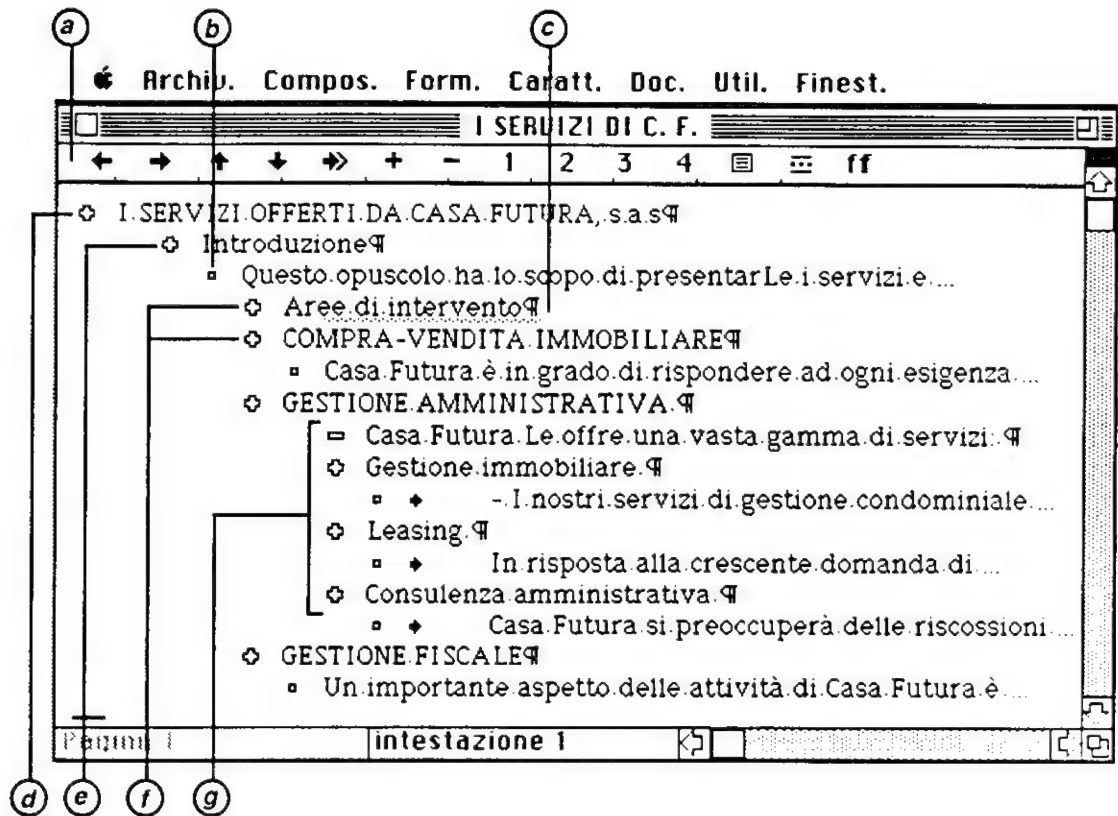 a b c
Archiv. Compos. Form. Caratt. Doc. Util. Finest.
I SERVIZI DI C. F.
1 2 3 4 ff
I.SERVIZI.OFFERTI.DA.CASA.FUTURA,.s.a.s¶
Introduzione¶
Questo.opuscolo.ha.lo.scopo.di.presentarLe.i.servizi.e....
Aree.di.intervento¶
COMPRA-VENDITA.IMMOBILIARE¶
Casa.Futura.è.in.grado.di.rispondere.ad.ogni.esigenza....
GESTIONE.AMMINISTRATIVA.¶
Casa.Futura.Le.offre.una.vasta.gamma.di.servizi:.¶
Gestione.immobiliare.¶
-.I.nostri.servizi.di.gestione.condominiale....
Leasing.¶
In.risposta.alla.crescente.domanda.di....
Consulenza.amministrativa.¶
Casa.Futura.si.preoccuperà.delle.riscossioni...
GESTIONE.FISCALE¶
Un.importante.aspetto.delle.attività.di.Casa.Futura.è....
Pagina 1 intestazione 1
d e f g